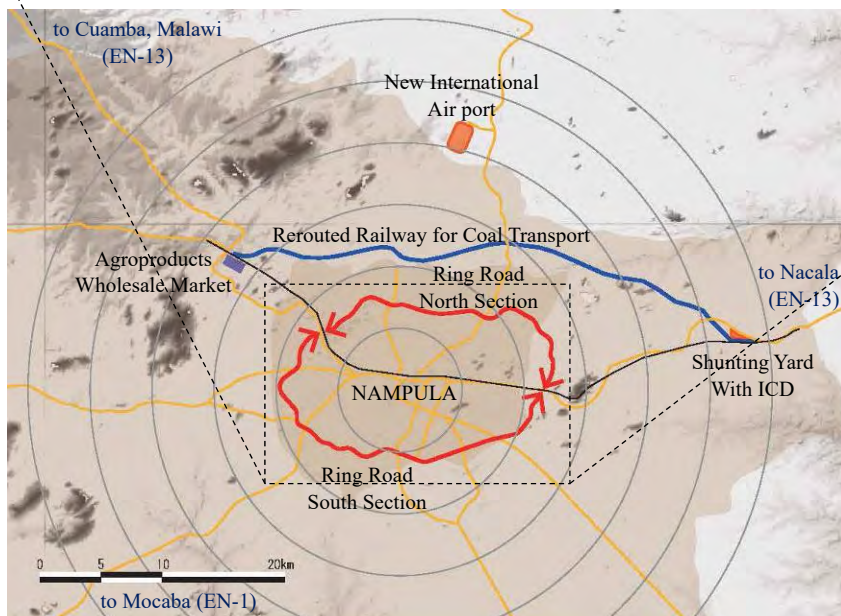 to Cuamba, Malawi
(EN-13)
New International
Air port
Rerouted Railway for Coal Transport
Agroproducts
Wholesale Market
Ring Road
North Section
to Nacala
(EN-13)
Shunting Yard
With ICD
NAMPULA
Ring Road
South Section
0 5 10 20km
to Mocaba (EN-1)